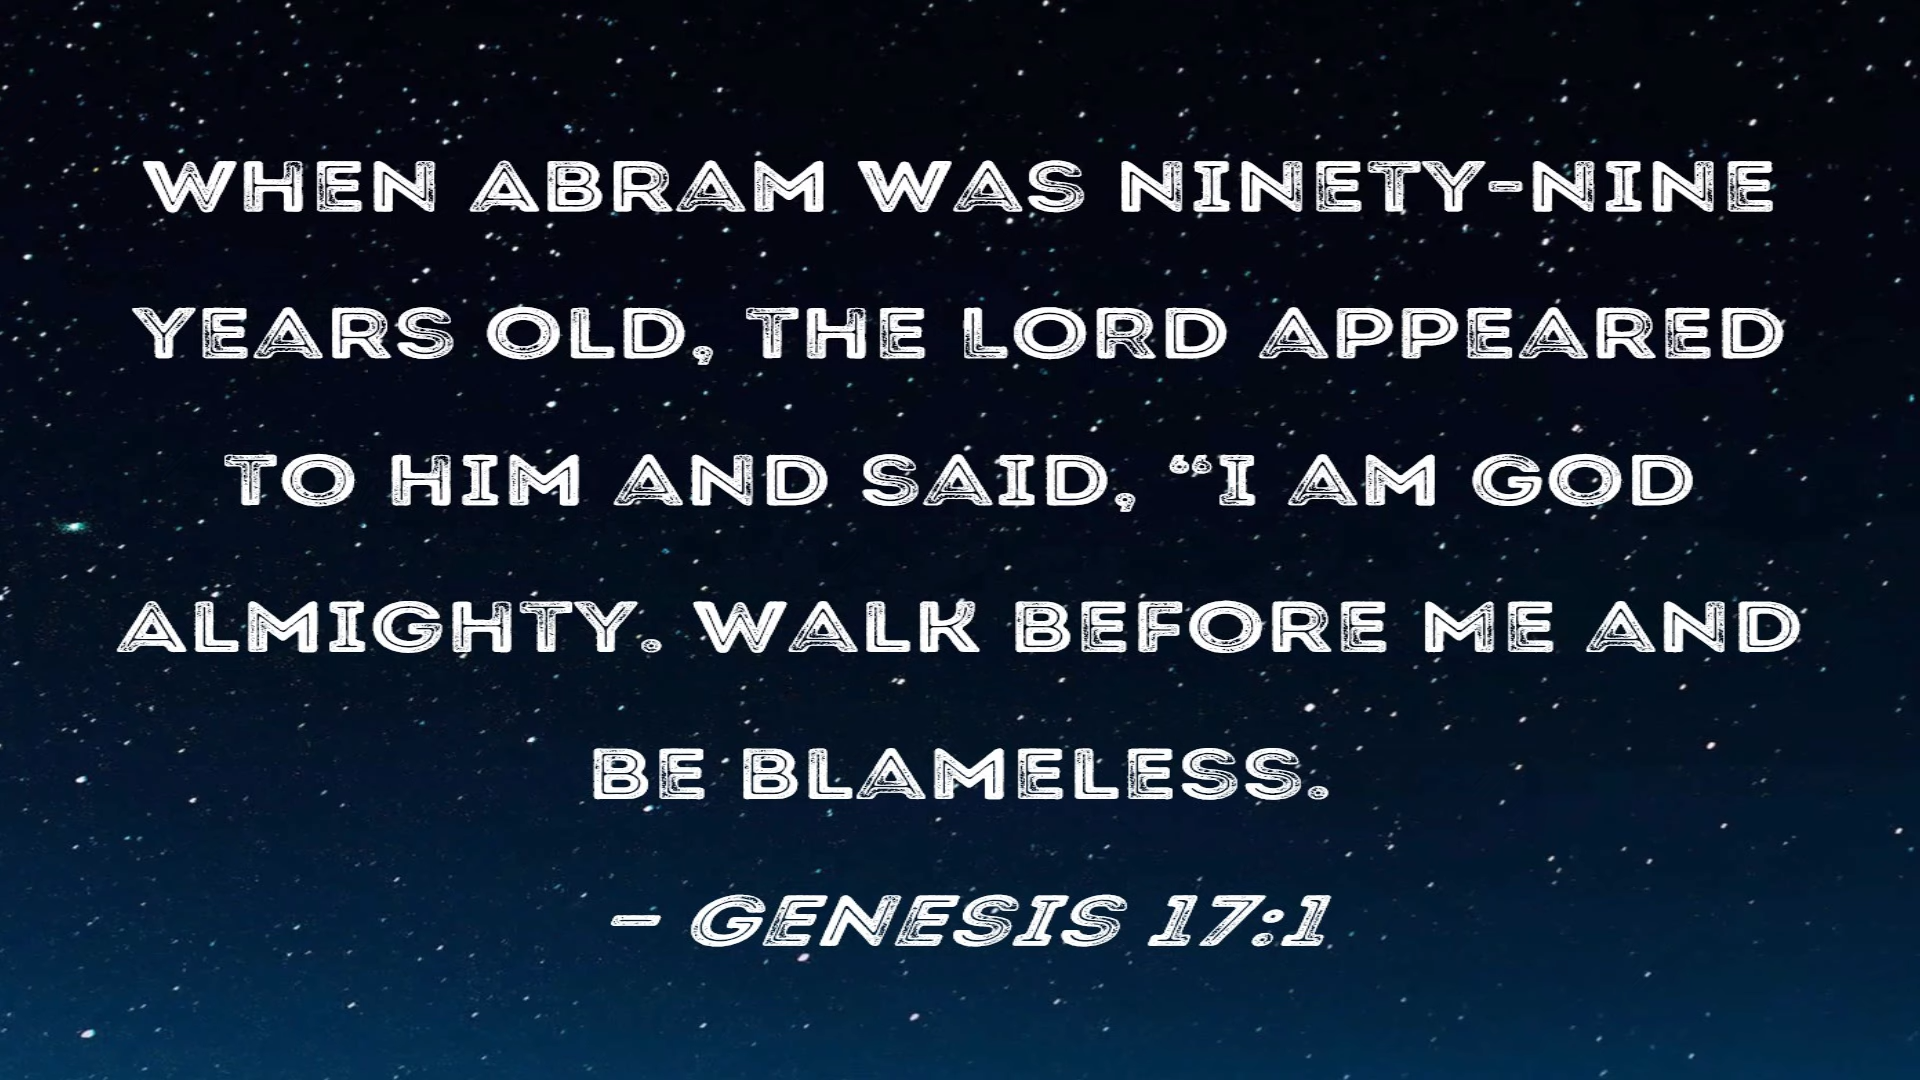 WHEN ABRAM WAS NINETY-NINE
YEARS OLD, THE LORD APPEARED
TO HIM AND SAID, “I AM GOD
ALMIGHTY. WALK BEFORE ME AND
BE BLAMELESS.
– GENESIS 17:1